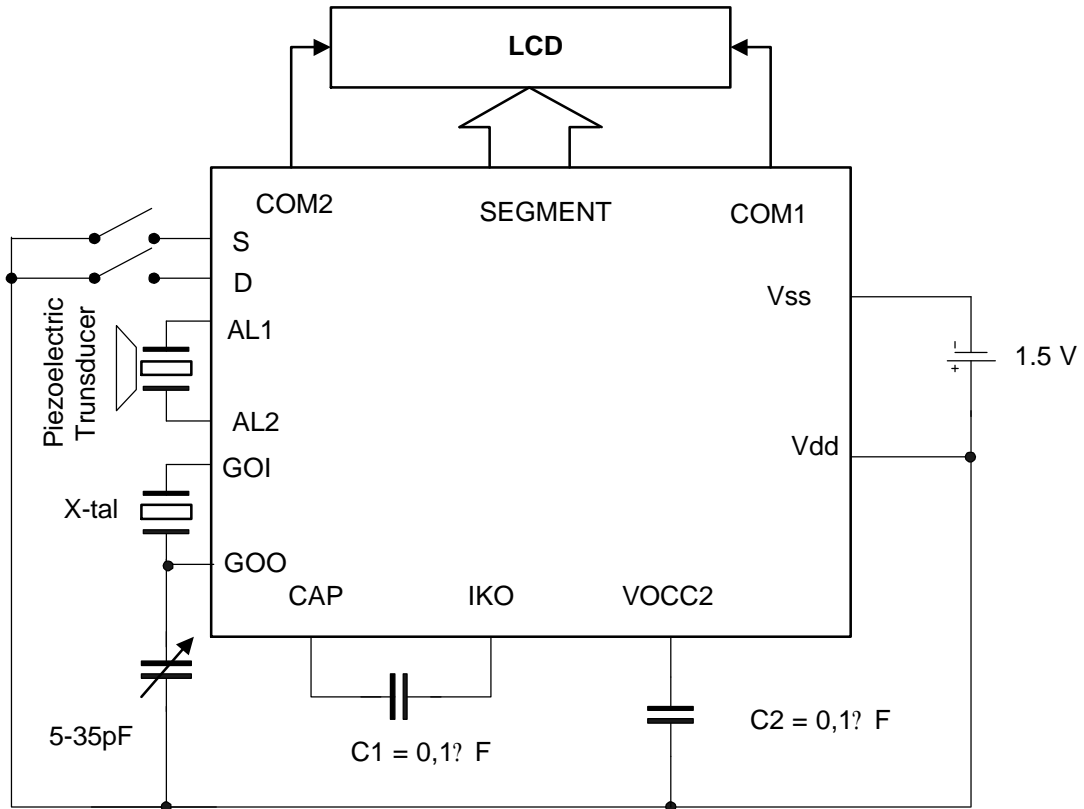 LCD
COM2
SEGMENT
COM1
S
D
Vss
AL1
Piezoelectric
Trunsducer
-
+
1.5 V
AL2
Vdd
GOI
X-tal
GOO
CAP
IKO
VOCC2
5-35pF
C1 = 0,1? F
C2 = 0,1? F